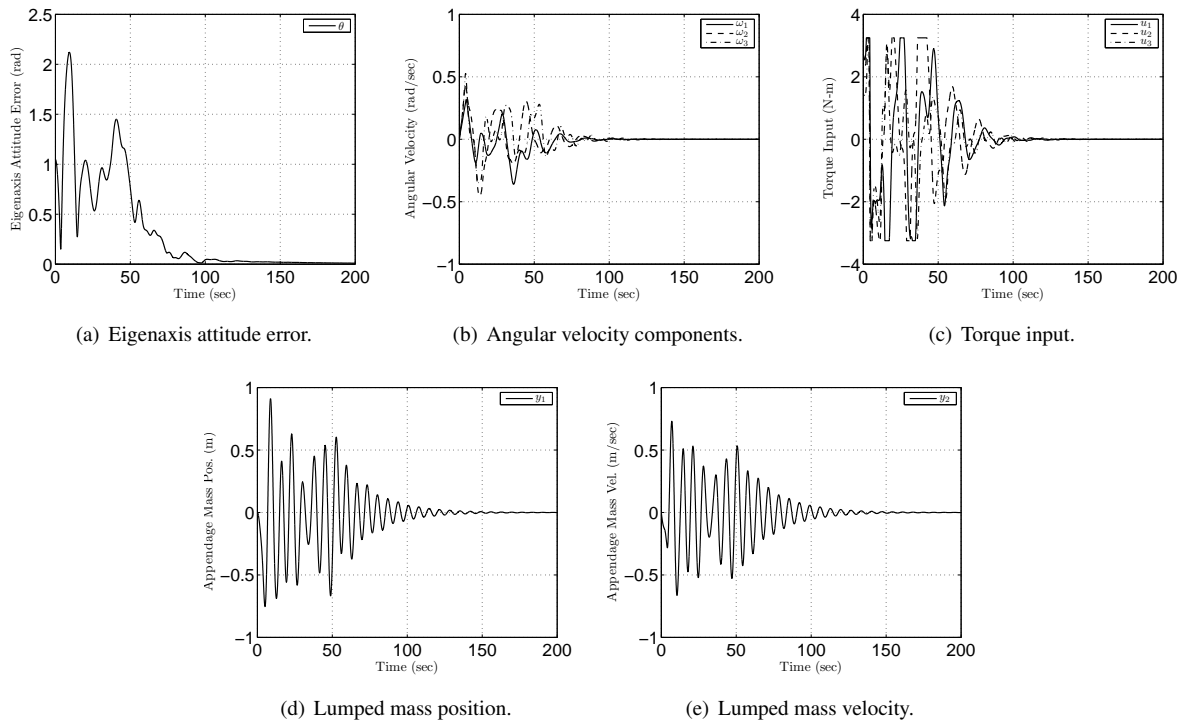 2.5
2
1.5
1
0.5
0
0 50 100 150 200
Eigenaxis Attitude Error (rad)
Time (sec)
θ
(a) Eigenaxis attitude error.
1
0.5
0
−0.5
−1
0 50 100 150 200
Angular Velocity (rad/sec)
Time (sec)
ω1
ω2
ω3
(b) Angular velocity components.
4
2
0
−2
−4
0 50 100 150 200
Torque Input (N-m)
Time (sec)
u1
u2
u3
(c) Torque input.
1
0.5
0
−0.5
−1
0 50 100 150 200
Appendage Mass Pos. (m)
Time (sec)
y1
(d) Lumped mass position.
1
0.5
0
−0.5
−1
0 50 100 150 200
Appendage Mass Vel. (m/sec)
Time (sec)
y2
(e) Lumped mass velocity.